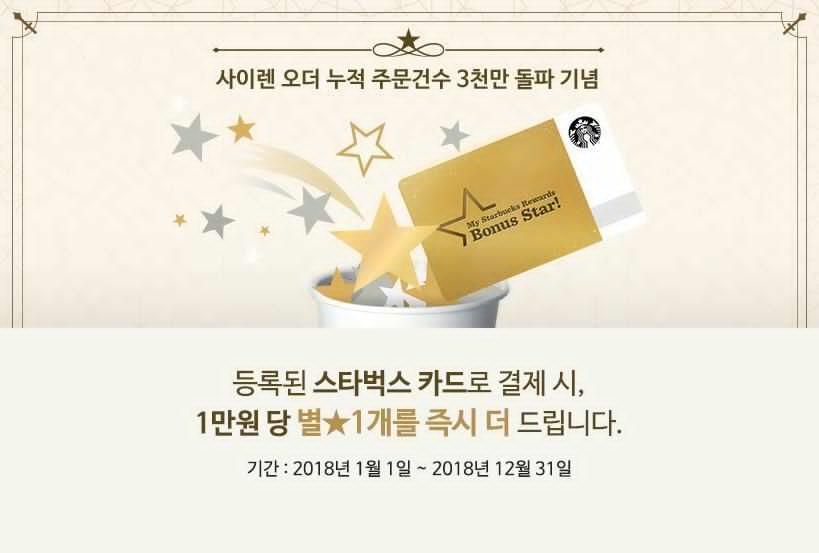 사이렌 오더 누적 주문건수 3천만 돌파 기념
My Starbucks Rewards
Bonus Star!
등록된 스타벅스 카드로 결제 시,
1만원 당 별★1개를 즉시 더 드립니다.
기간 : 2018년 1월 1일 ~ 2018년 12월 31일